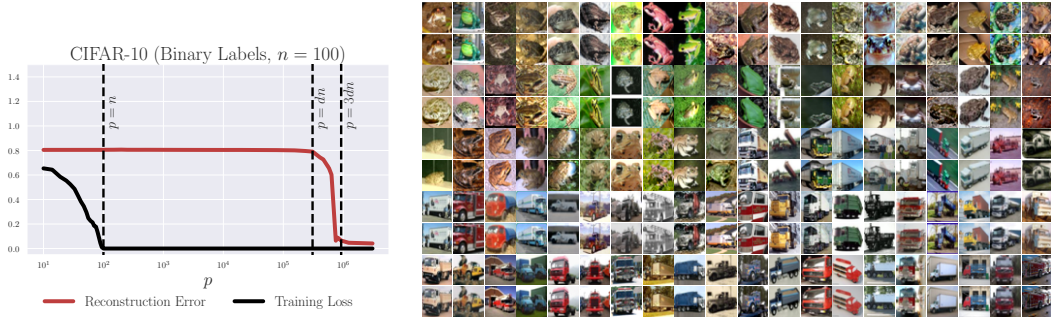 CIFAR-10 (Binary Labels, n = 100)
1.4
1.2
1.0
0.8
0.6
0.4
0.2
0.0
p = n
p = dn
p = 3dn
10¹
10²
10³
10⁴
10⁵
10⁶
p
Reconstruction Error
Training Loss